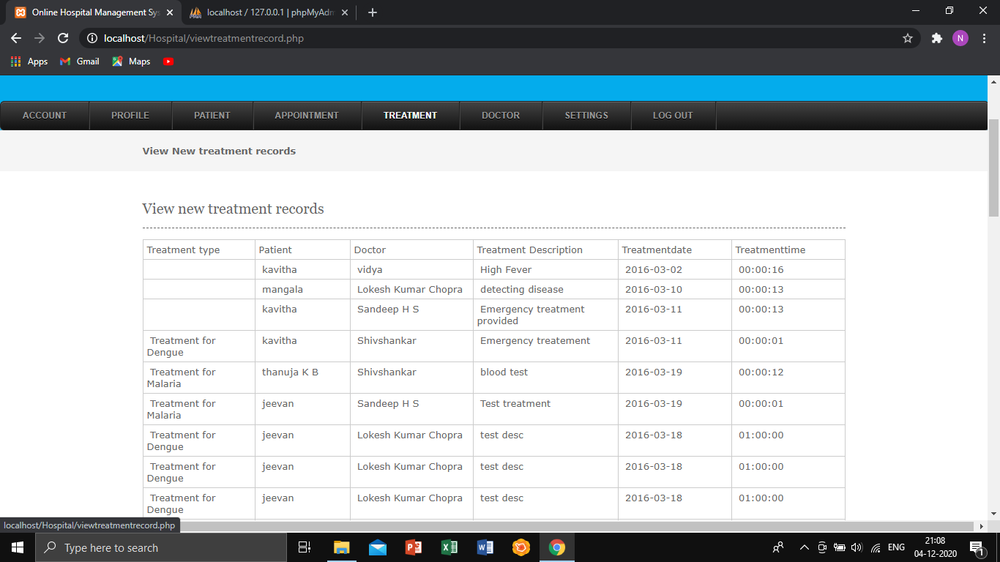 Online Hospital Management Sys
localhost / 127.0.0.1 | phpMyAdm
localhost/Hospital/viewtreatmentrecord.php
N
Apps Gmail Maps
ACCOUNT PROFILE PATIENT APPOINTMENT TREATMENT DOCTOR SETTINGS LOG OUT
View New treatment records
View new treatment records
Treatment type Patient Doctor Treatment Description Treatmentdate Treatmenttime
kavitha vidya High Fever 2016-03-02 00:00:16
mangala Lokesh Kumar Chopra detecting disease 2016-03-10 00:00:13
kavitha Sandeep H S Emergency treatment 2016-03-11 00:00:13
provided
Treatment for kavitha Shivshankar Emergency treatement 2016-03-11 00:00:01
Dengue
Treatment for thanuja K B Shivshankar blood test 2016-03-19 00:00:12
Malaria
Treatment for jeevan Sandeep H S Test treatment 2016-03-19 00:00:01
Malaria
Treatment for jeevan Lokesh Kumar Chopra test desc 2016-03-18 01:00:00
Dengue
Treatment for jeevan Lokesh Kumar Chopra test desc 2016-03-18 01:00:00
Dengue
Treatment for jeevan Lokesh Kumar Chopra test desc 2016-03-18 01:00:00
Dengue
localhost/Hospital/viewtreatmentrecord.php
Type here to search
ENG
21:08
04-12-2020
1